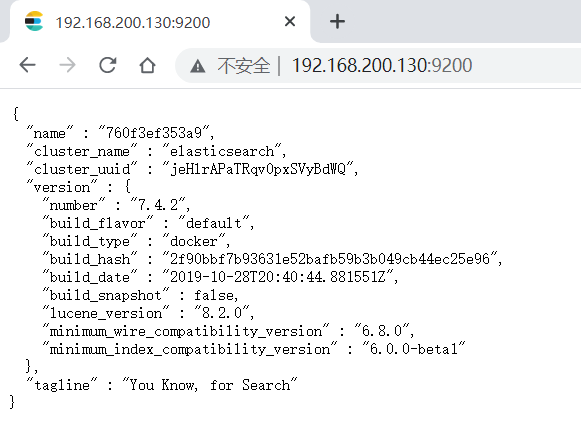 192.168.200.130:9200
不安全 | 192.168.200.130:9200
{
  "name" : "760f3ef353a9",
  "cluster_name" : "elasticsearch",
  "cluster_uuid" : "jeH1rAPaTRqv0pxSVyBdWQ",
  "version" : {
    "number" : "7.4.2",
    "build_flavor" : "default",
    "build_type" : "docker",
    "build_hash" : "2f90bbf7b93631e52bafb59b3b049cb44ec25e96",
    "build_date" : "2019-10-28T20:40:44.881551Z",
    "build_snapshot" : false,
    "lucene_version" : "8.2.0",
    "minimum_wire_compatibility_version" : "6.8.0",
    "minimum_index_compatibility_version" : "6.0.0-beta1"
  },
  "tagline" : "You Know, for Search"
}